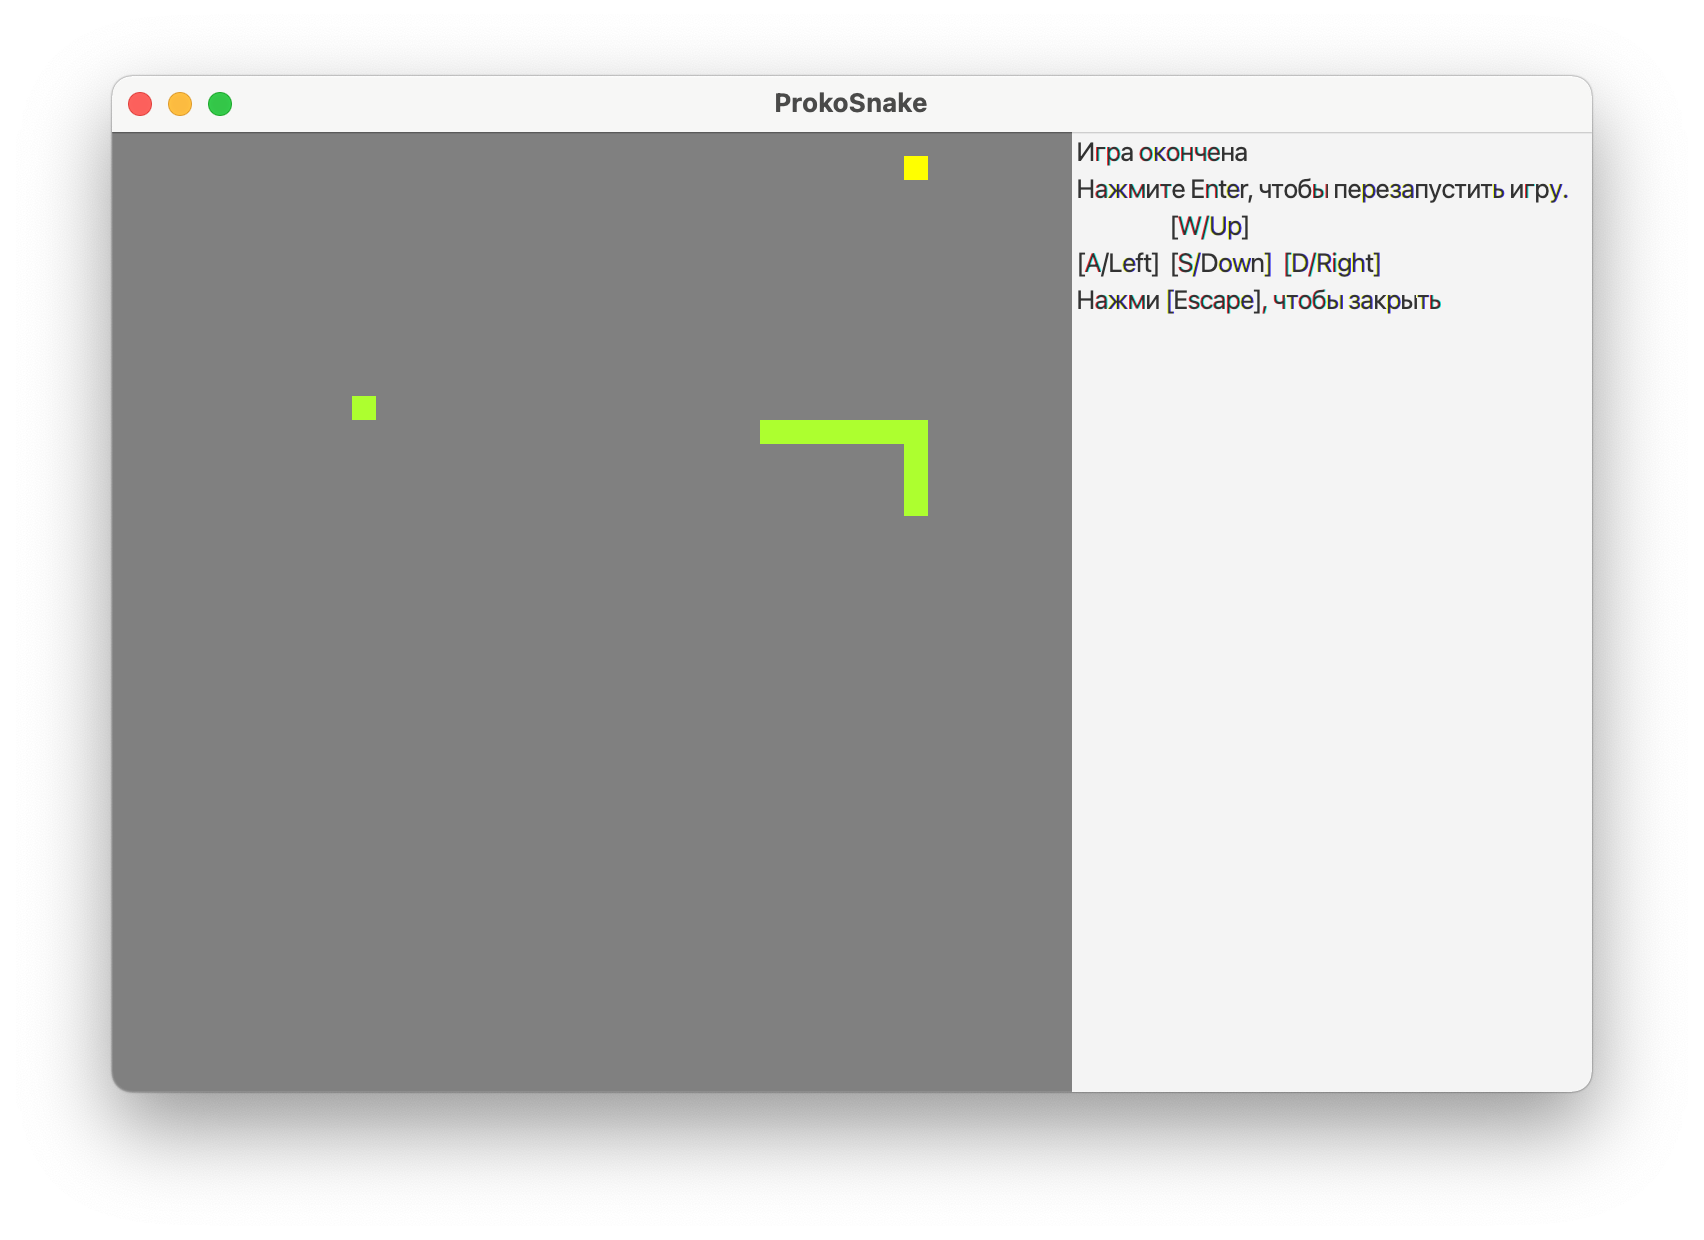 ProkoSnake
Игра окончена
Нажмите Enter, чтобы перезапустить игру.
[W/Up]
[A/Left] [S/Down] [D/Right]
Нажми [Escape], чтобы закрыть